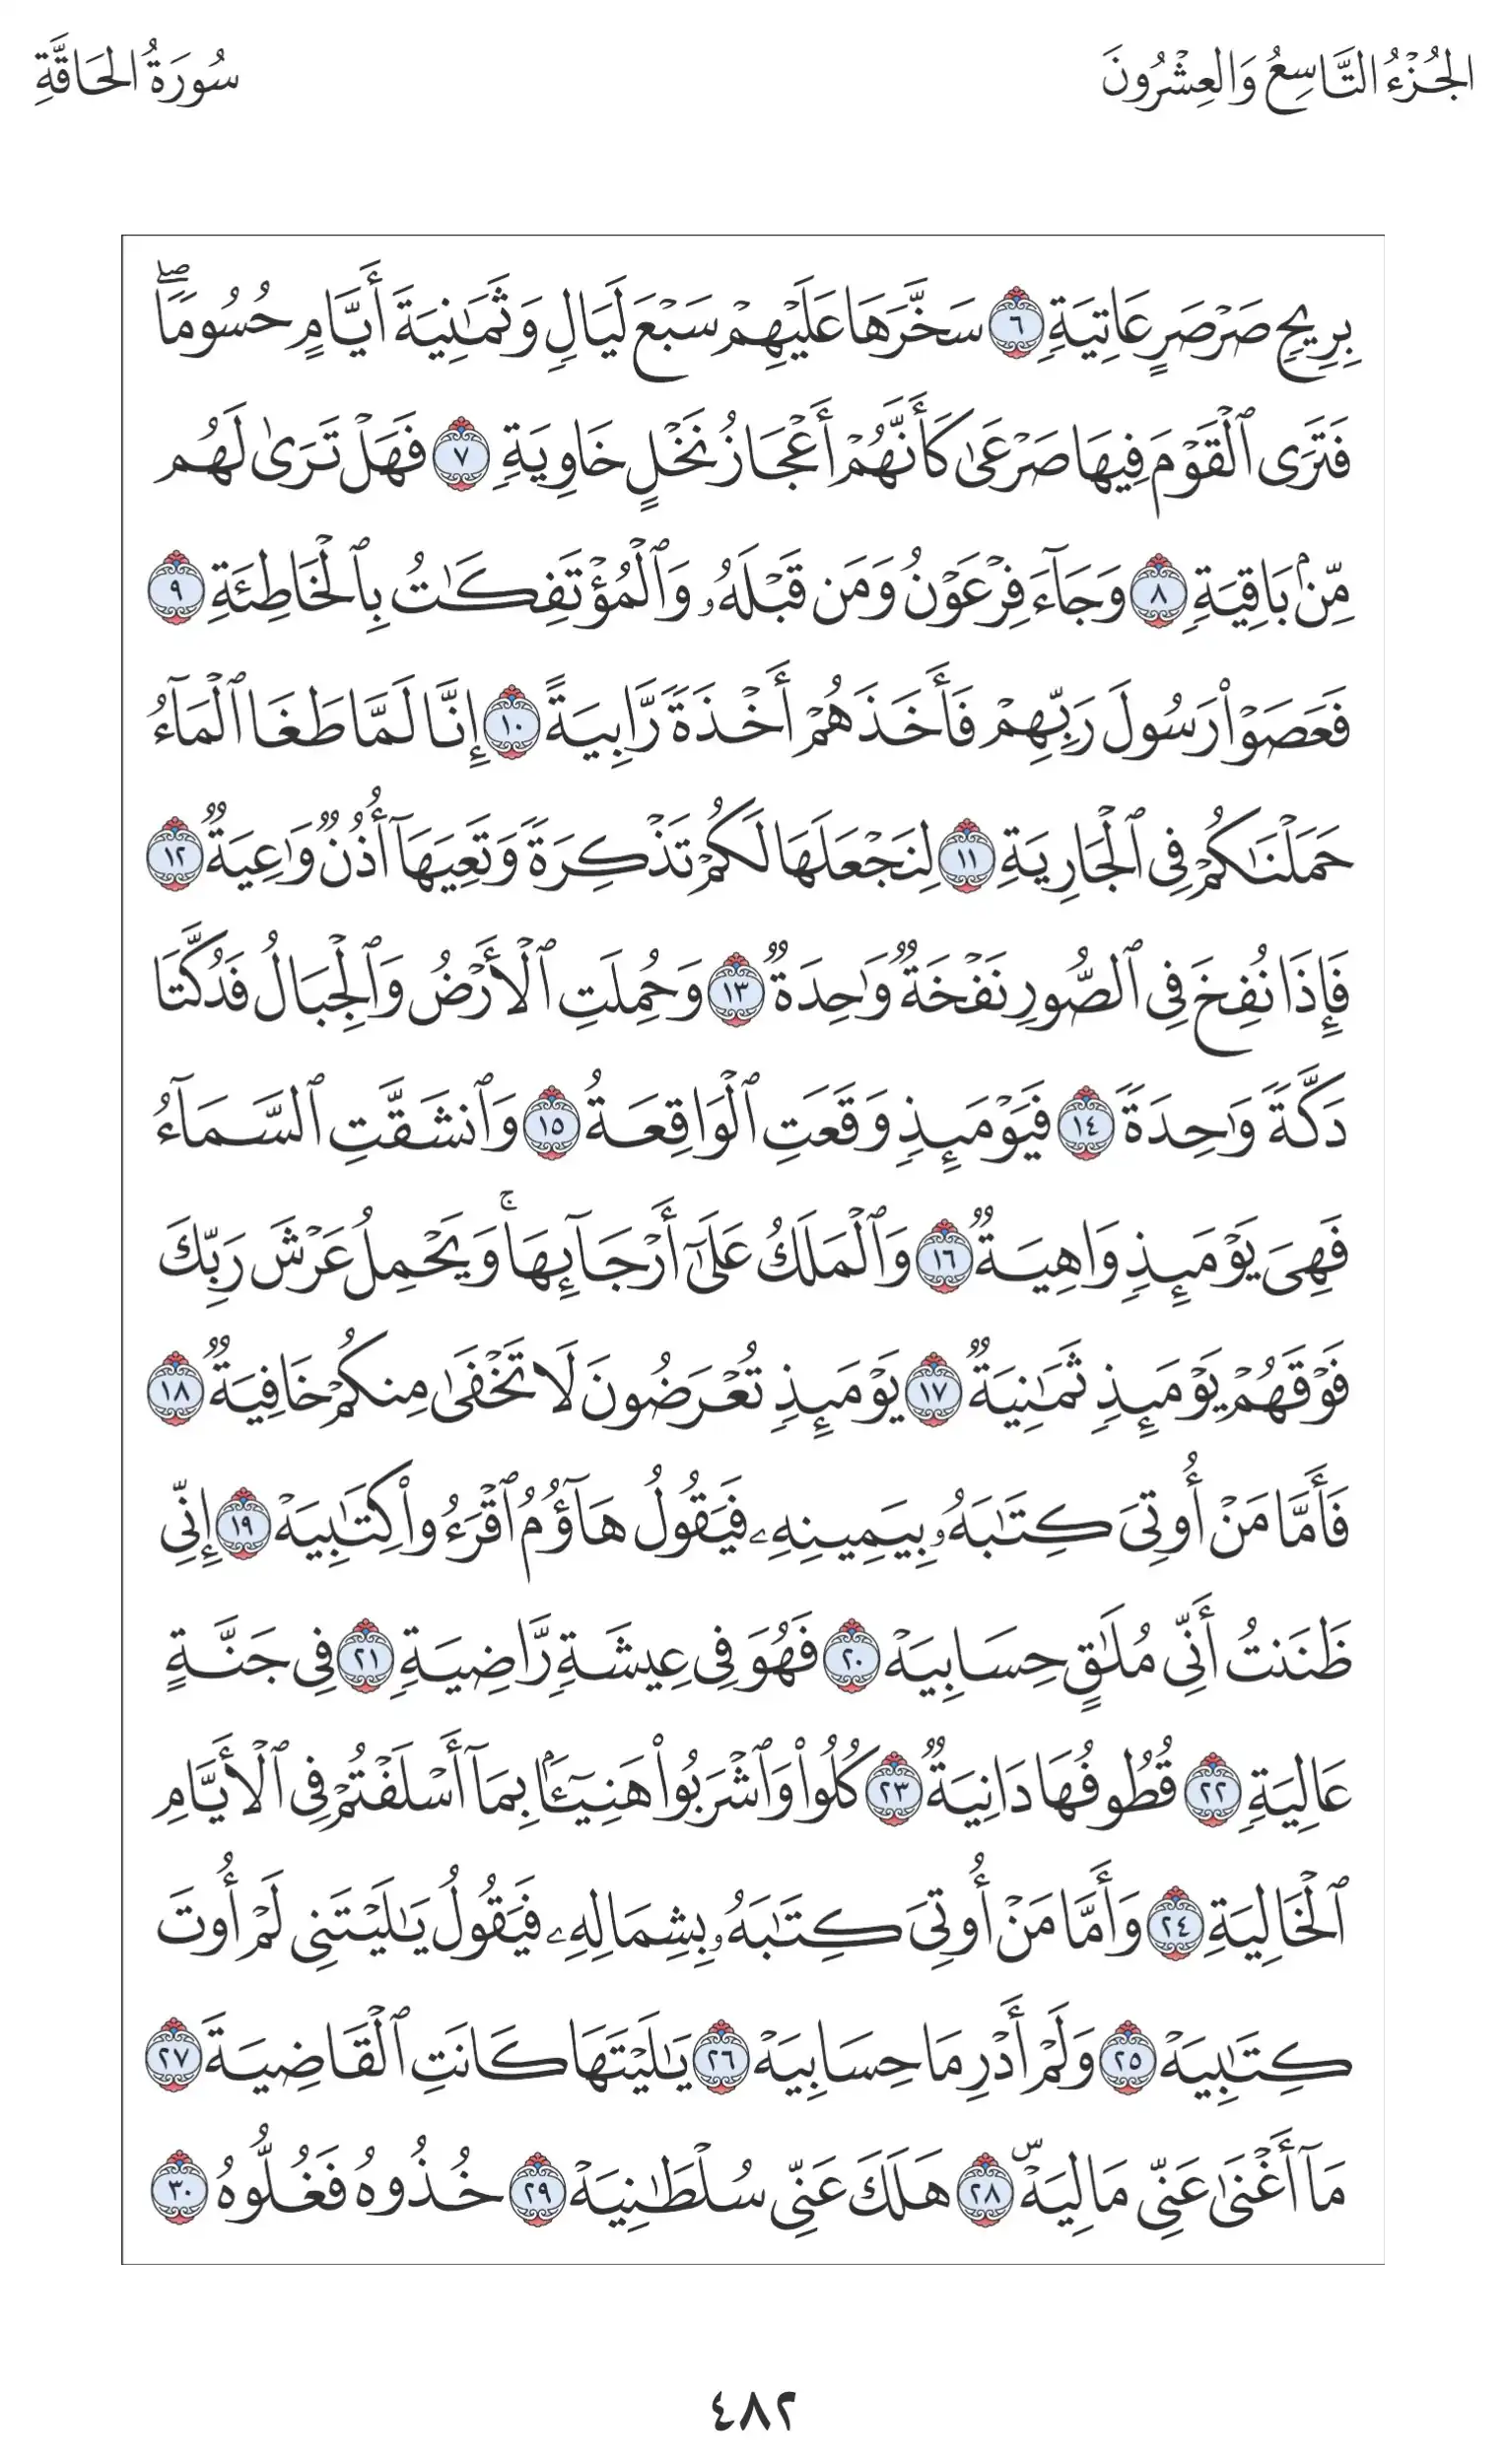 الجُزْءُ التَّاسِعُ وَالعِشْرُونَ
سُورَةُ الحَاقَّةِ
بِرِيحٍ صَرْصَرٍ عَاتِيَةٍ ٦ سَخَّرَهَا عَلَيْهِمْ سَبْعَ لَيَالٍ وَثَمَٰنِيَةَ أَيَّامٍ حُسُومًاۖ
فَتَرَى ٱلْقَوْمَ فِيهَا صَرْعَىٰ كَأَنَّهُمْ أَعْجَازُ نَخْلٍ خَاوِيَةٍ ٧ فَهَلْ تَرَىٰ لَهُم
مِّنۢ بَاقِيَةٍ ٨ وَجَآءَ فِرْعَوْنُ وَمَن قَبْلَهُۥ وَٱلْمُؤْتَفِكَٰتُ بِٱلْخَاطِئَةِ ٩
فَعَصَوْا۟ رَسُولَ رَبِّهِمْ فَأَخَذَهُمْ أَخْذَةً رَّابِيَةً ١٠ إِنَّا لَمَّا طَغَا ٱلْمَآءُ
حَمَلْنَٰكُمْ فِى ٱلْجَارِيَةِ ١١ لِنَجْعَلَهَا لَكُمْ تَذْكِرَةً وَتَعِيَهَآ أُذُنٌ وَٰعِيَةٌ ١٢
فَإِذَا نُفِخَ فِى ٱلصُّورِ نَفْخَةٌ وَٰحِدَةٌ ١٣ وَحُمِلَتِ ٱلْأَرْضُ وَٱلْجِبَالُ فَدُكَّتَا
دَكَّةً وَٰحِدَةً ١٤ فَيَوْمَئِذٍ وَقَعَتِ ٱلْوَاقِعَةُ ١٥ وَٱنشَقَّتِ ٱلسَّمَآءُ
فَهِىَ يَوْمَئِذٍ وَاهِيَةٌ ١٦ وَٱلْمَلَكُ عَلَىٰٓ أَرْجَآئِهَاۚ وَيَحْمِلُ عَرْشَ رَبِّكَ
فَوْقَهُمْ يَوْمَئِذٍ ثَمَٰنِيَةٌ ١٧ يَوْمَئِذٍ تُعْرَضُونَ لَا تَخْفَىٰ مِنكُمْ خَافِيَةٌ ١٨
فَأَمَّا مَنْ أُوتِىَ كِتَٰبَهُۥ بِيَمِينِهِۦ فَيَقُولُ هَآؤُمُ ٱقْرَءُوا۟ كِتَٰبِيَهْ ١٩ إِنِّى
ظَنَنتُ أَنِّى مُلَٰقٍ حِسَابِيَهْ ٢٠ فَهُوَ فِى عِيشَةٍ رَّاضِيَةٍ ٢١ فِى جَنَّةٍ
عَالِيَةٍ ٢٢ قُطُوفُهَا دَانِيَةٌ ٢٣ كُلُوا۟ وَٱشْرَبُوا۟ هَنِيٓـًٔۢا بِمَآ أَسْلَفْتُمْ فِى ٱلْأَيَّامِ
ٱلْخَالِيَةِ ٢٤ وَأَمَّا مَنْ أُوتِىَ كِتَٰبَهُۥ بِشِمَالِهِۦ فَيَقُولُ يَٰلَيْتَنِى لَمْ أُوتَ
كِتَٰبِيَهْ ٢٥ وَلَمْ أَدْرِ مَا حِسَابِيَهْ ٢٦ يَٰلَيْتَهَا كَانَتِ ٱلْقَاضِيَةَ ٢٧
مَآ أَغْنَىٰ عَنِّى مَالِيَهْۜ ٢٨ هَلَكَ عَنِّى سُلْطَٰنِيَهْ ٢٩ خُذُوهُ فَغُلُّوهُ ٣٠
٤٨٢